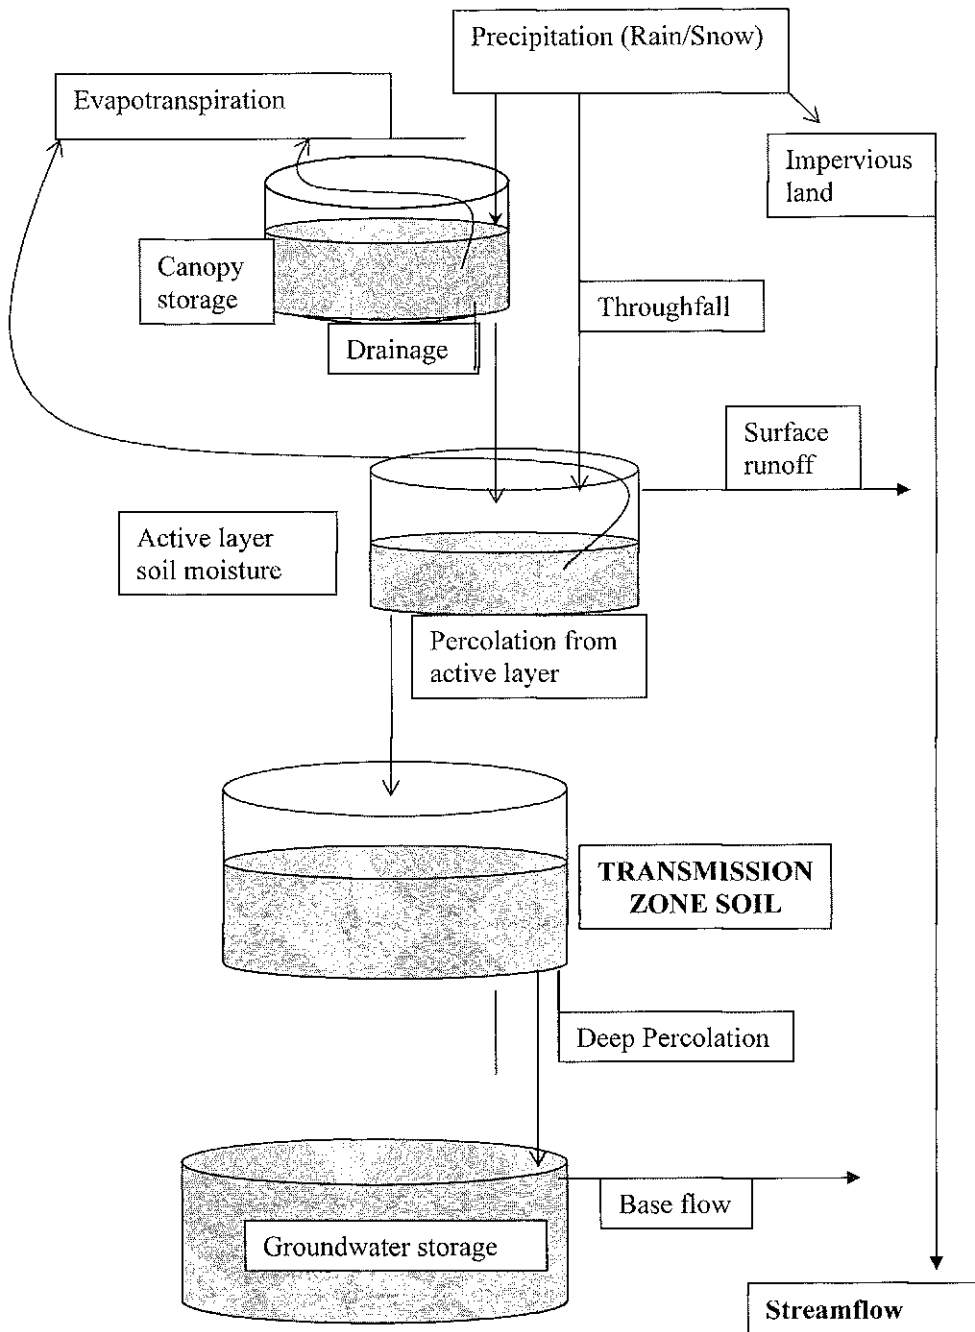 Precipitation (Rain/Snow)
Evapotranspiration
Impervious
land
Canopy
storage
Throughfall
Drainage
Surface
runoff
Active layer
soil moisture
Percolation from
active layer
TRANSMISSION
ZONE SOIL
Deep Percolation
Base flow
Groundwater storage
Streamflow